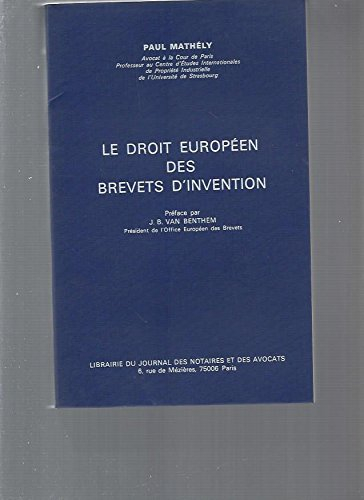 PAUL MATHÉLY
Avocat à la Cour de Paris
Professeur au Centre d'Études Internationales
de Propriété Industrielle
de l'Université de Strasbourg
LE DROIT EUROPÉEN
DES
BREVETS D'INVENTION
Préface par
J. B. VAN BENTHEM
Président de l'Office Européen des Brevets
LIBRAIRIE DU JOURNAL DES NOTAIRES ET DES AVOCATS
6, rue de Mézières, 75006 Paris